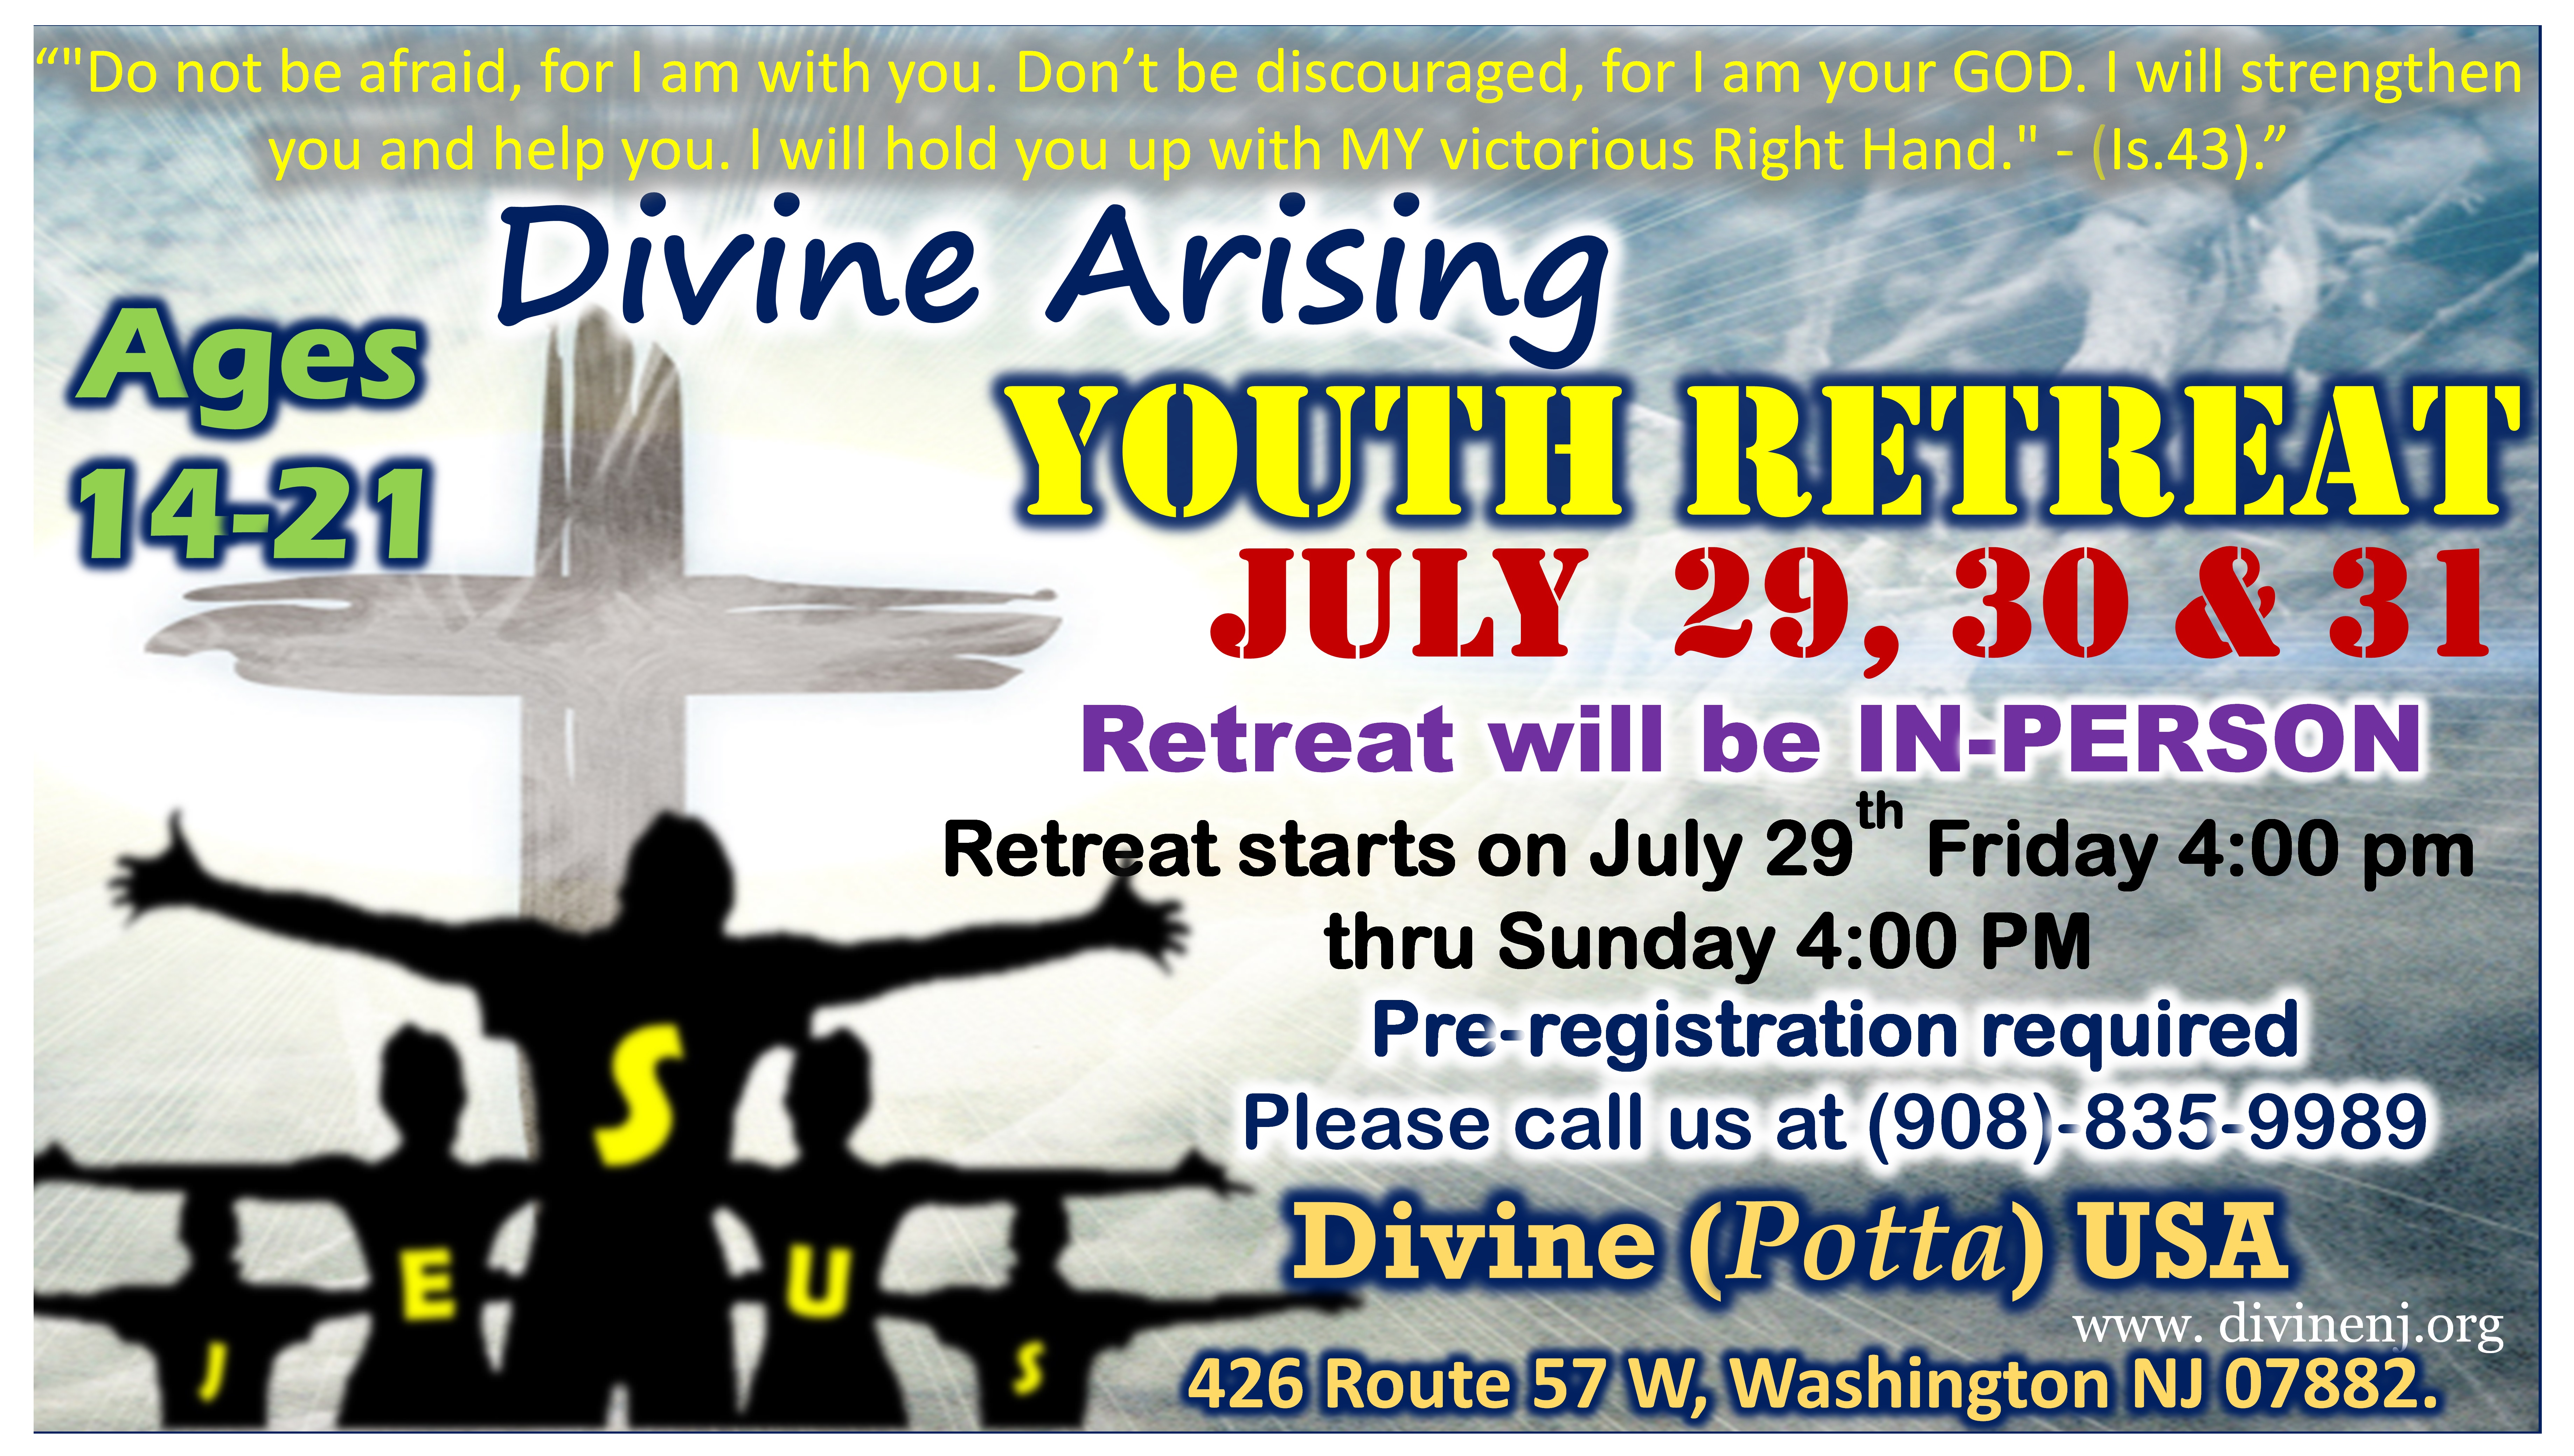 “"Do not be afraid, for I am with you. Don’t be discouraged, for I am your GOD. I will strengthen
you and help you. I will hold you up with MY victorious Right Hand." - (Is.43).”
Divine Arising
Ages
14-21
YOUTH RETREAT
JULY 29, 30 & 31
Retreat will be IN-PERSON
Retreat starts on July 29th Friday 4:00 pm
thru Sunday 4:00 PM
Pre-registration required
Please call us at (908)-835-9989
Divine (Potta) USA
www. divinenj.org
426 Route 57 W, Washington NJ 07882.
J E S U S